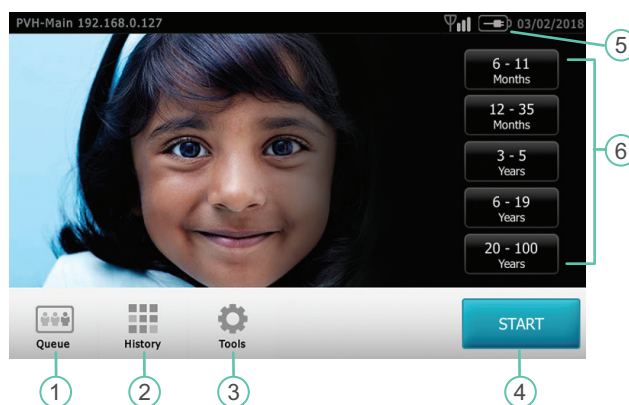 PVH-Main 192.168.0.127 03/02/2018
5
6 - 11
Months
12 - 35
Months
6
3 - 5
Years
6 - 19
Years
20 - 100
Years
START
Queue History Tools
1 2 3 4